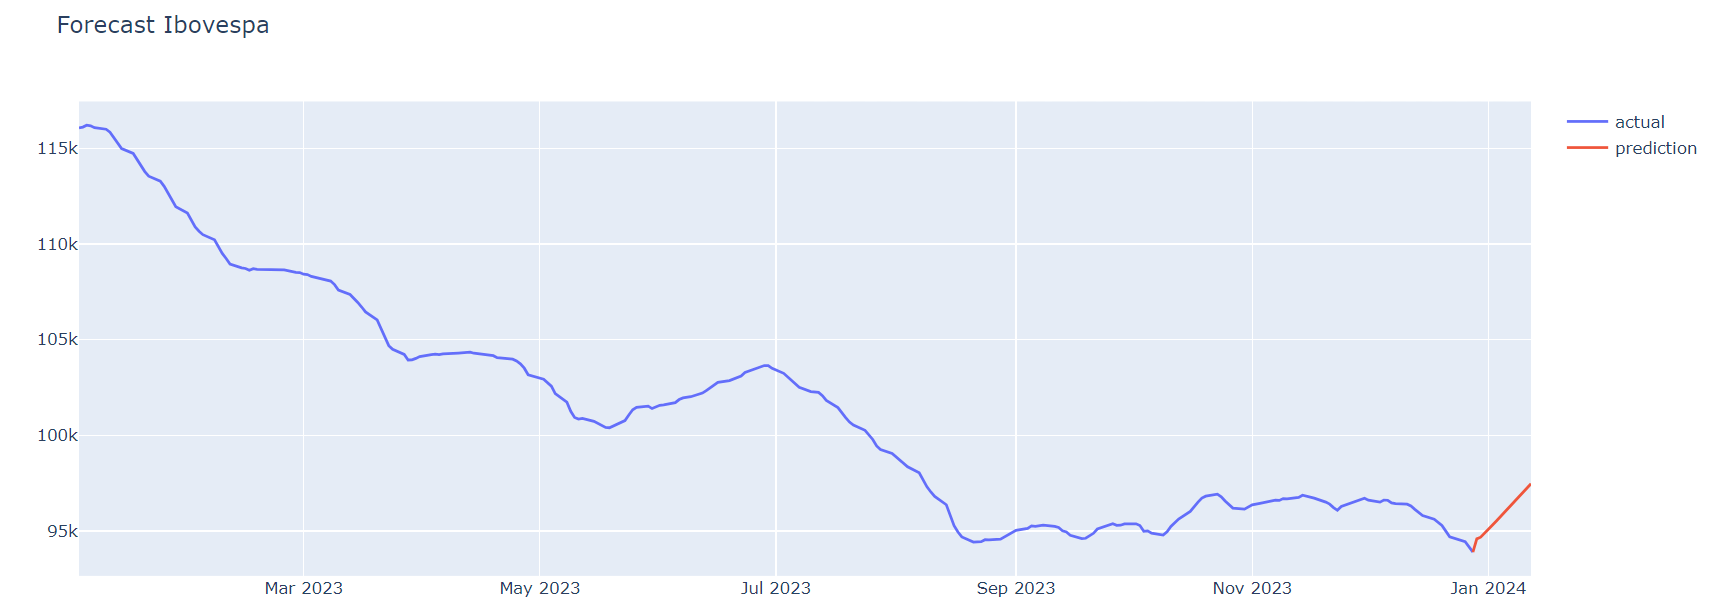 Forecast Ibovespa
actual
prediction
115k
110k
105k
100k
95k
Mar 2023
May 2023
Jul 2023
Sep 2023
Nov 2023
Jan 2024